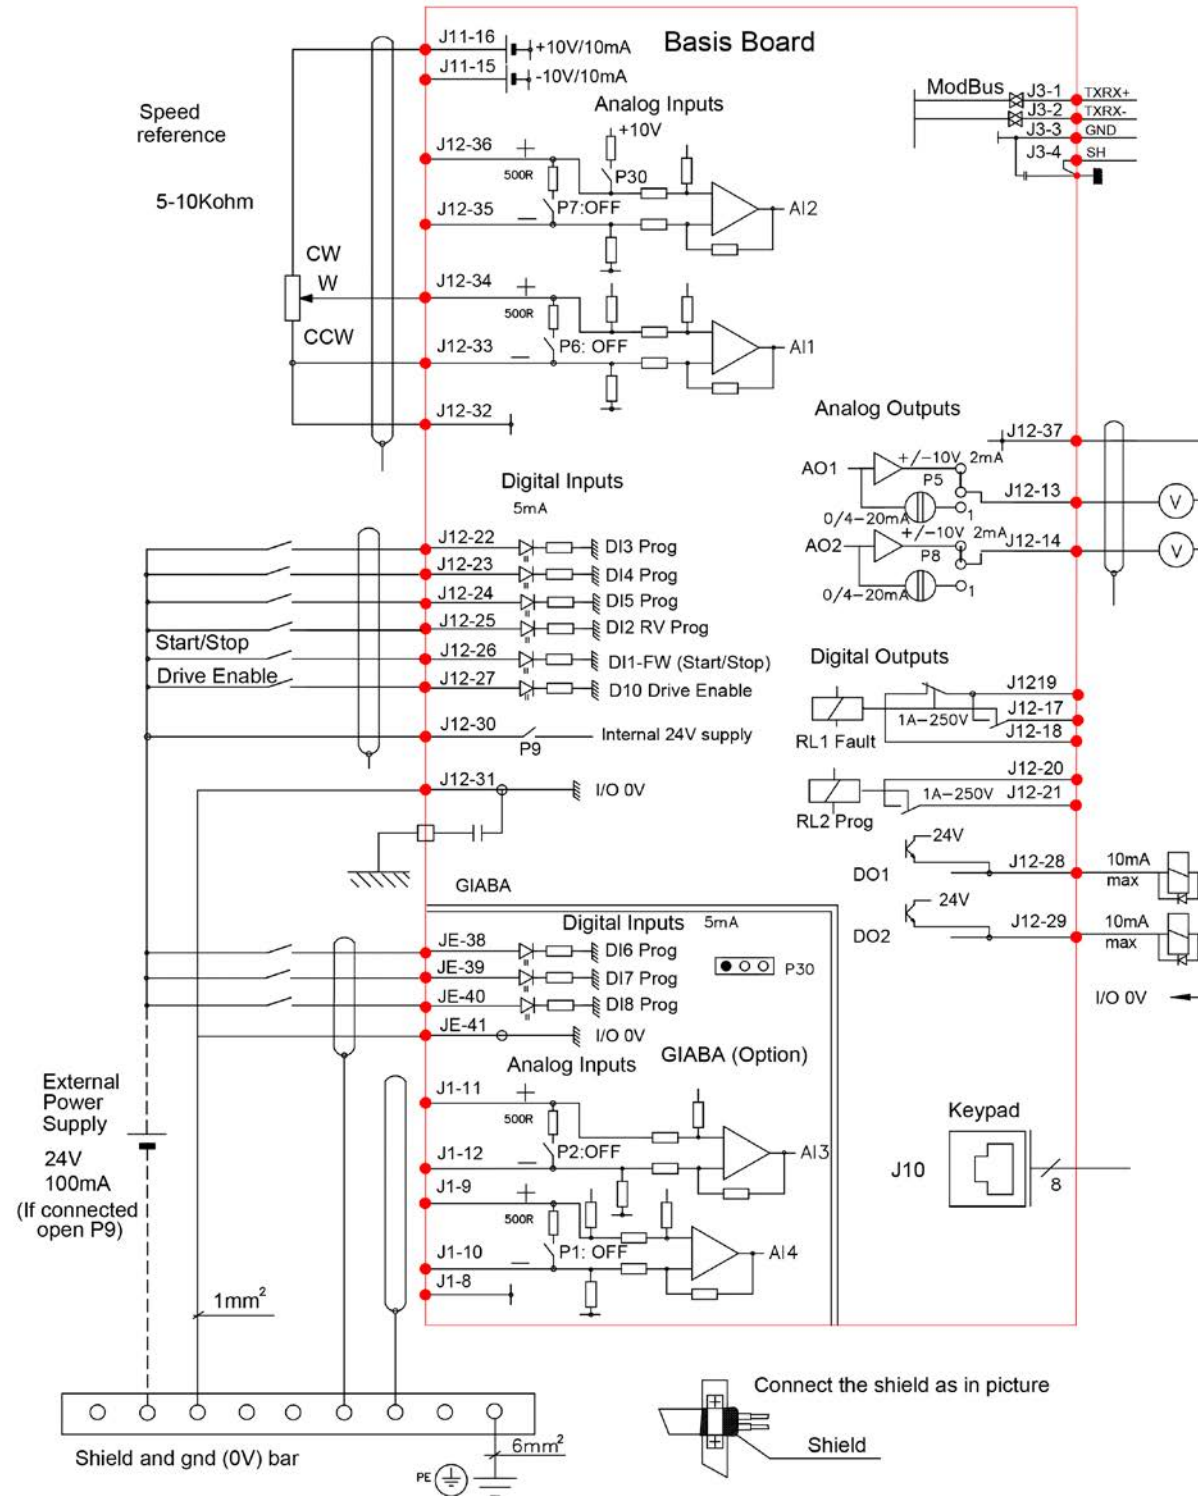 Basis Board
J11-16
+10V/10mA
J11-15
-10V/10mA
Speed
reference
5-10Kohm
CW
W
CCW
Analog Inputs
+10V
J12-36
+
500R
P30
P7:OFF
J12-35
—
AI2
J12-34
+
500R
P6: OFF
J12-33
—
AI1
J12-32
ModBus
J3-1
TXRX+
J3-2
TXRX-
J3-3
GND
J3-4
SH
Analog Outputs
J12-37
AO1
+/-10V 2mA
P5
J12-13
V
0/4-20mA
1
AO2
+/-10V 2mA
P8
J12-14
V
0/4-20mA
1
Digital Inputs
5mA
J12-22
DI3 Prog
J12-23
DI4 Prog
J12-24
DI5 Prog
J12-25
DI2 RV Prog
Start/Stop
J12-26
DI1-FW (Start/Stop)
Drive Enable
J12-27
D10 Drive Enable
J12-30
P9
Internal 24V supply
J12-31
I/O 0V
GIABA
Digital Outputs
J1219
J12-17
1A-250V
J12-18
RL1 Fault
J12-20
1A-250V
J12-21
RL2 Prog
24V
DO1
J12-28
10mA
max
24V
DO2
J12-29
10mA
max
I/O 0V
Digital Inputs
5mA
JE-38
DI6 Prog
JE-39
DI7 Prog
JE-40
DI8 Prog
P30
JE-41
I/O 0V
Analog Inputs
GIABA (Option)
J1-11
+
500R
P2:OFF
J1-12
—
AI3
J1-9
+
500R
P1: OFF
J1-10
—
AI4
J1-8
Keypad
J10
8
External
Power
Supply
24V
100mA
(If connected
open P9)
1mm²
Shield and gnd (0V) bar
6mm²
PE
Connect the shield as in picture
Shield